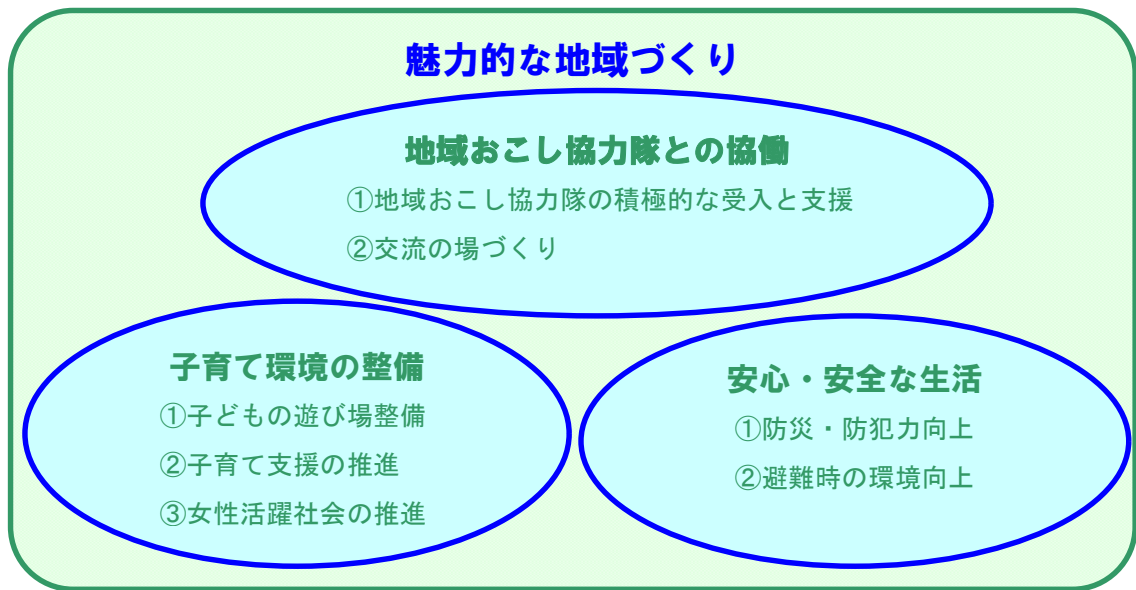 魅力的な地域づくり
地域おこし協力隊との協働
①地域おこし協力隊の積極的な受入と支援
②交流の場づくり
子育て環境の整備
①子どもの遊び場整備
②子育て支援の推進
③女性活躍社会の推進
安心・安全な生活
①防災・防犯力向上
②避難時の環境向上